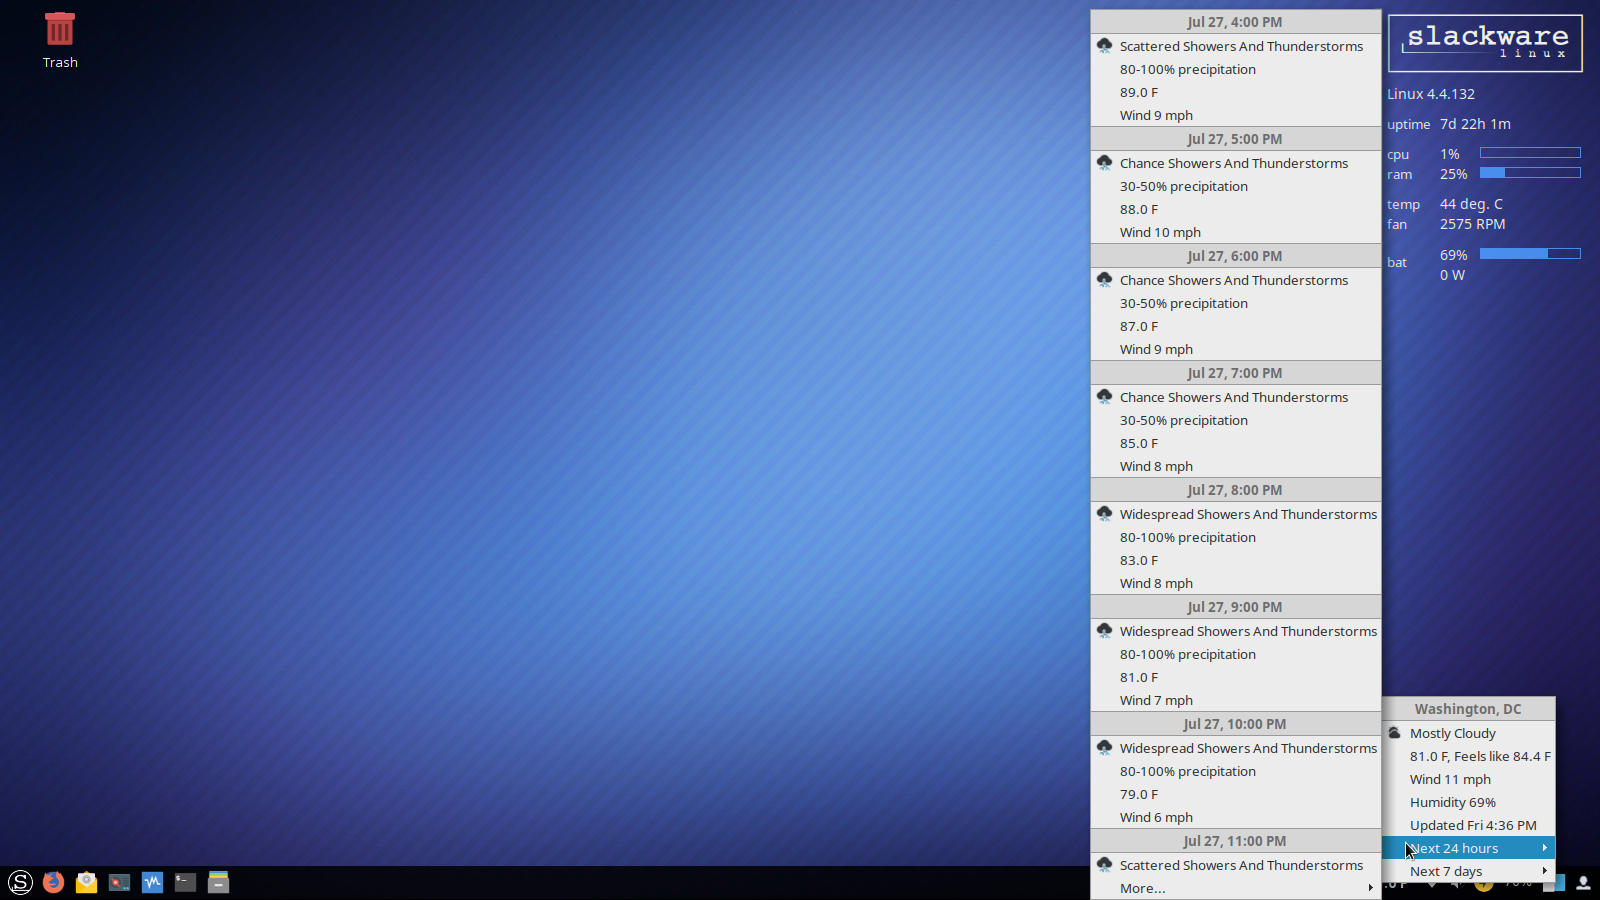 Trash
Jul 27, 4:00 PM
Scattered Showers And Thunderstorms
80-100% precipitation
89.0 F
Wind 9 mph
Jul 27, 5:00 PM
Chance Showers And Thunderstorms
30-50% precipitation
88.0 F
Wind 10 mph
Jul 27, 6:00 PM
Chance Showers And Thunderstorms
30-50% precipitation
87.0 F
Wind 9 mph
Jul 27, 7:00 PM
Chance Showers And Thunderstorms
30-50% precipitation
85.0 F
Wind 8 mph
Jul 27, 8:00 PM
Widespread Showers And Thunderstorms
80-100% precipitation
83.0 F
Wind 8 mph
Jul 27, 9:00 PM
Widespread Showers And Thunderstorms
80-100% precipitation
81.0 F
Wind 7 mph
Jul 27, 10:00 PM
Widespread Showers And Thunderstorms
80-100% precipitation
79.0 F
Wind 6 mph
Jul 27, 11:00 PM
Scattered Showers And Thunderstorms
More...
slackware
linux
Linux 4.4.132
uptime 7d 22h 1m
cpu 1%
ram 25%
temp 44 deg. C
fan 2575 RPM
bat 69%
0 W
Washington, DC
Mostly Cloudy
81.0 F, Feels like 84.4 F
Wind 11 mph
Humidity 69%
Updated Fri 4:36 PM
Next 24 hours
Next 7 days